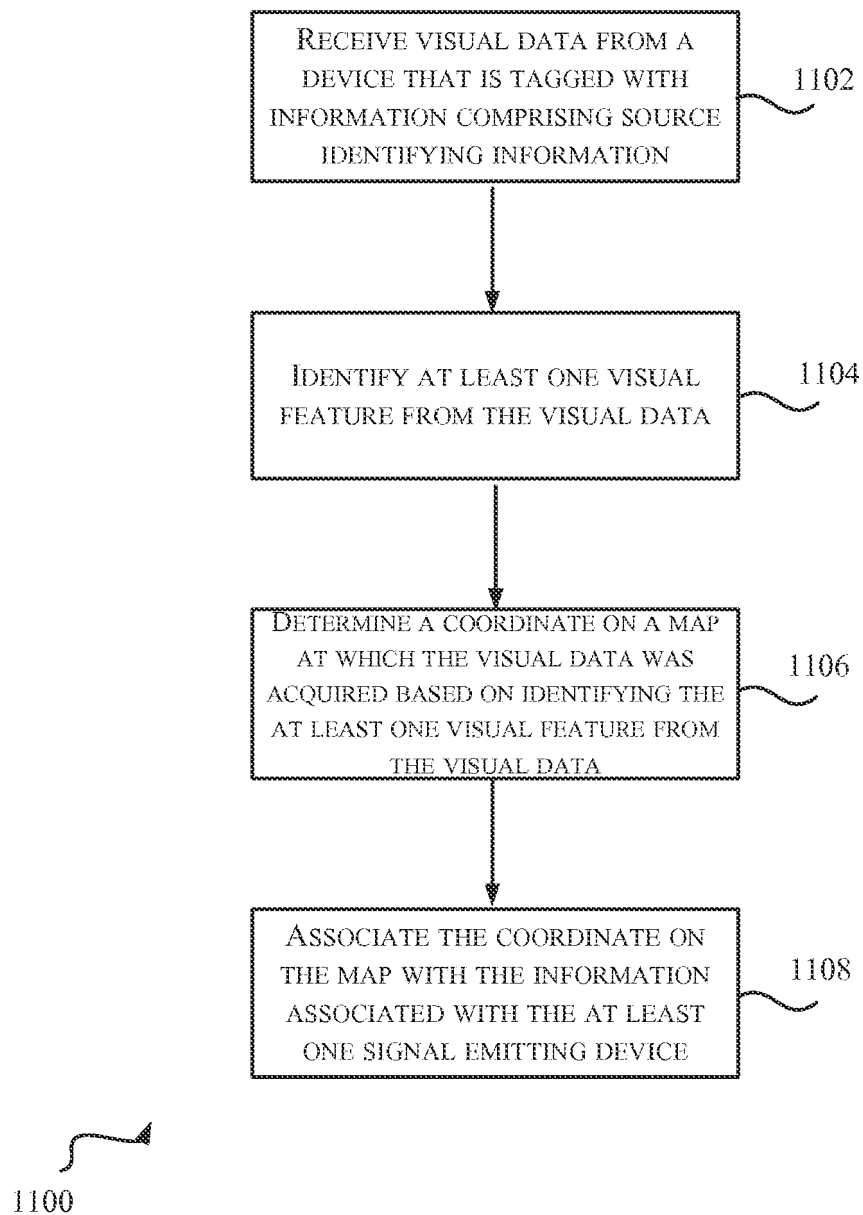 RECEIVE VISUAL DATA FROM A
DEVICE THAT IS TAGGED WITH
INFORMATION COMPRISING SOURCE
IDENTIFYING INFORMATION
1102
IDENTIFY AT LEAST ONE VISUAL
FEATURE FROM THE VISUAL DATA
1104
DETERMINE A COORDINATE ON A MAP
AT WHICH THE VISUAL DATA WAS
ACQUIRED BASED ON IDENTIFYING THE
AT LEAST ONE VISUAL FEATURE FROM
THE VISUAL DATA
1106
ASSOCIATE THE COORDINATE ON
THE MAP WITH THE INFORMATION
ASSOCIATED WITH THE AT LEAST
ONE SIGNAL EMITTING DEVICE
1108
1100